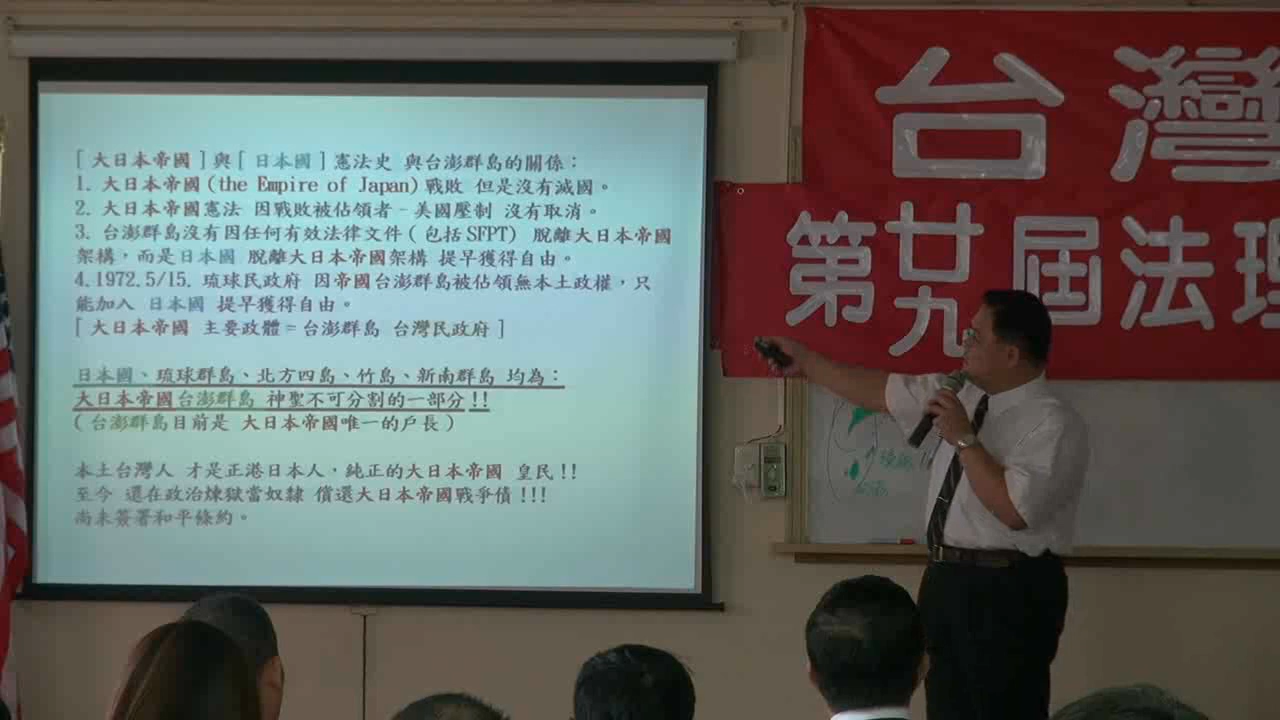 [ 大日本帝國 ]與[ 日本國 ]憲法史 與台澎群島的關係：
1. 大日本帝國(the Empire of Japan)戰敗 但是沒有滅國。
2. 大日本帝國憲法 因戰敗被佔領者–美國壓制 沒有取消。
3. 台澎群島沒有因任何有效法律文件( 包括SFPT) 脫離大日本帝國
架構，而是日本國 脫離大日本帝國架構 提早獲得自由。
4.1972.5/15. 琉球民政府 因帝國台澎群島被佔領無本土政權，只
能加入 日本國 提早獲得自由。
[ 大日本帝國 主要政體=台澎群島 台灣民政府 ]
日本國、琉球群島、北方四島、竹島、新南群島 均為：
大日本帝國台澎群島 神聖不可分割的一部分!!
( 台澎群島目前是 大日本帝國唯一的戶長)
本土台灣人 才是正港日本人，純正的大日本帝國 皇民!!
至今 還在政治煉獄當奴隸 償還大日本帝國戰爭債!!!
尚未簽署和平條約。
台灣
第廿九屆法理